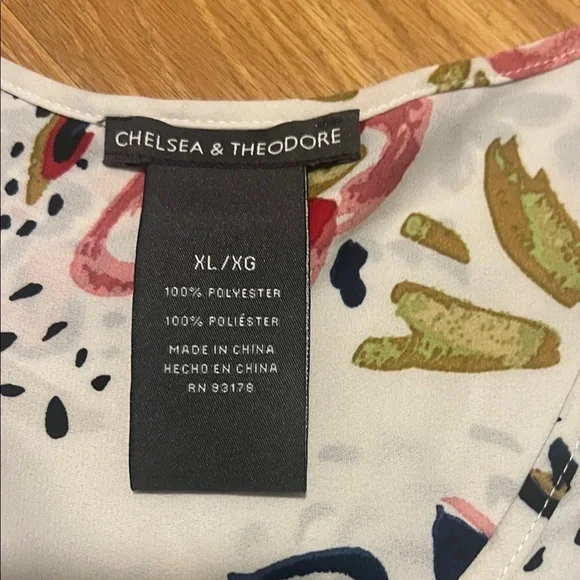 CHELSEA & THEODORE
XL/XG
100% POLYESTER
100% POLIÉSTER
MADE IN CHINA
HECHO EN CHINA
RN 93178